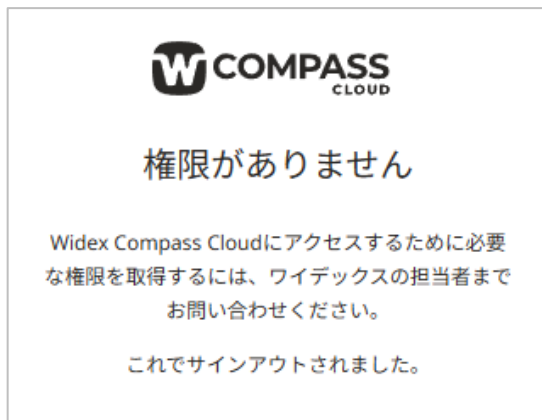 W COMPASS
CLOUD
権限がありません
Widex Compass Cloudにアクセスするために必要
な権限を取得するには、ワイデックスの担当者まで
お問い合わせください。
これでサインアウトされました。